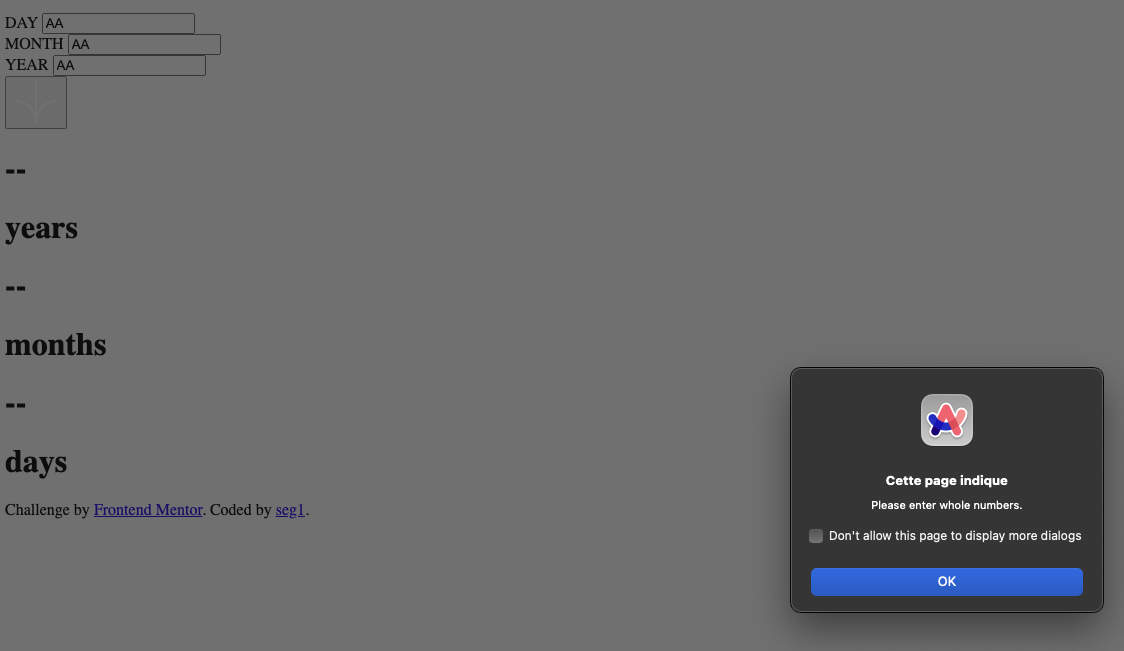 DAY AA
MONTH AA
YEAR AA
--
years
--
months
--
days
Challenge by Frontend Mentor. Coded by seg1.
Cette page indique
Please enter whole numbers.
Don't allow this page to display more dialogs
OK